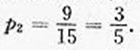 p₂ = 9/15 = 3/5.